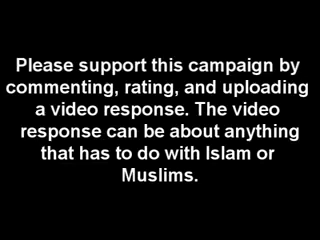 Please support this campaign by
commenting, rating, and uploading
a video response. The video
response can be about anything
that has to do with Islam or
Muslims.